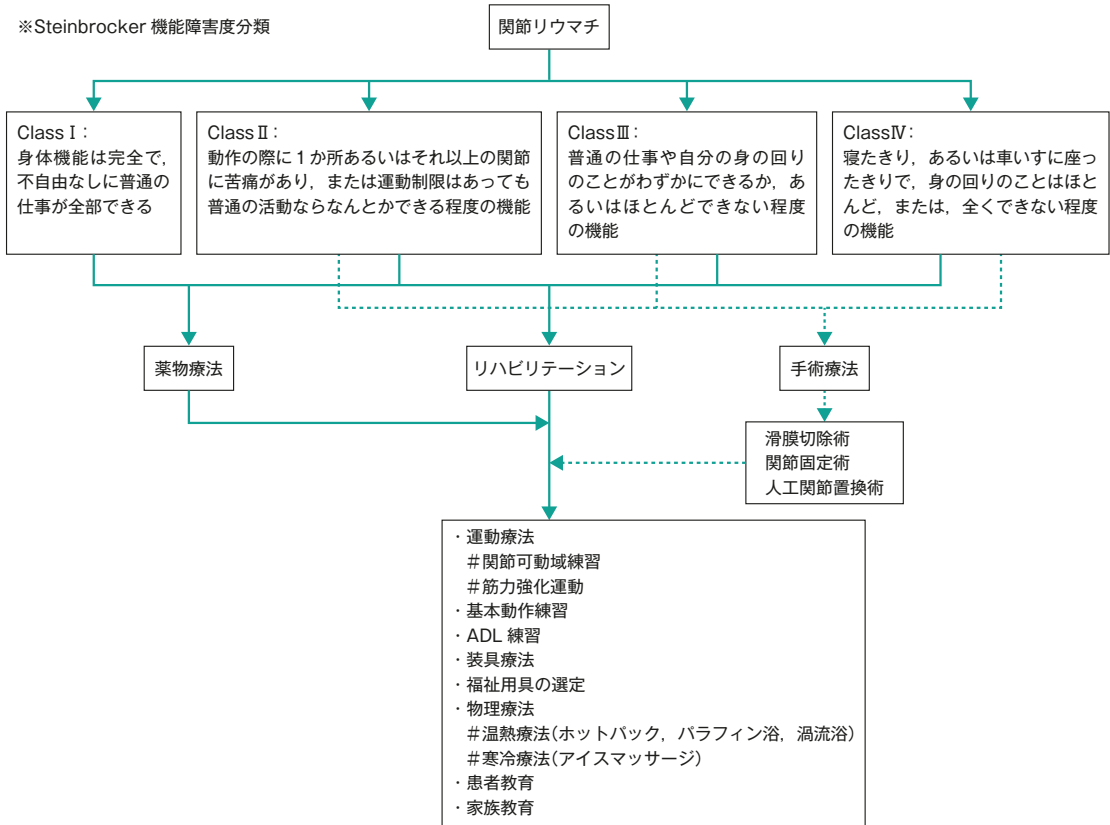 ※Steinbrocker 機能障害度分類
関節リウマチ
Class Ⅰ：
身体機能は完全で，
不自由なしに普通の
仕事が全部できる
Class Ⅱ：
動作の際に 1 か所あるいはそれ以上の関節
に苦痛があり，または運動制限はあっても
普通の活動ならなんとかできる程度の機能
ClassⅢ：
普通の仕事や自分の身の回り
のことがわずかにできるか，あ
るいはほとんどできない程度
の機能
ClassⅣ：
寝たきり，あるいは車いすに座っ
たきりで，身の回りのことはほと
んど，または，全くできない程度
の機能
薬物療法
リハビリテーション
手術療法
滑膜切除術
関節固定術
人工関節置換術
・運動療法
＃関節可動域練習
＃筋力強化運動
・基本動作練習
・ADL 練習
・装具療法
・福祉用具の選定
・物理療法
＃温熱療法（ホットパック，パラフィン浴，渦流浴）
＃寒冷療法（アイスマッサージ）
・患者教育
・家族教育